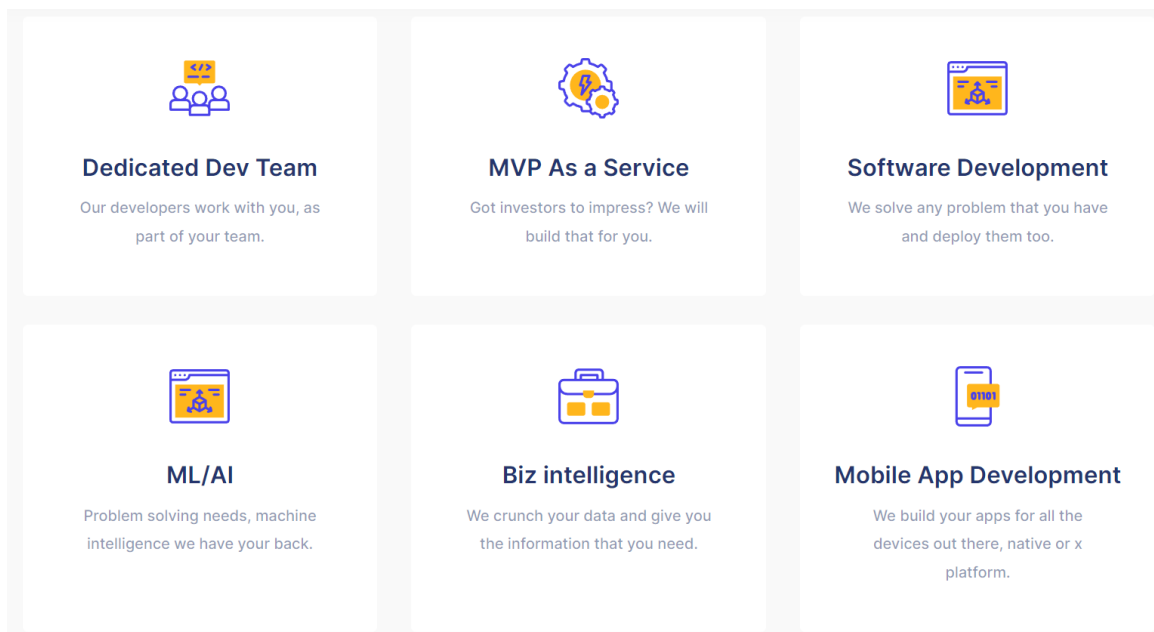 </>
Dedicated Dev Team
Our developers work with you, as
part of your team.
MVP As a Service
Got investors to impress? We will
build that for you.
Software Development
We solve any problem that you have
and deploy them too.
ML/AI
Problem solving needs, machine
intelligence we have your back.
Biz intelligence
We crunch your data and give you
the information that you need.
01101
Mobile App Development
We build your apps for all the
devices out there, native or x
platform.